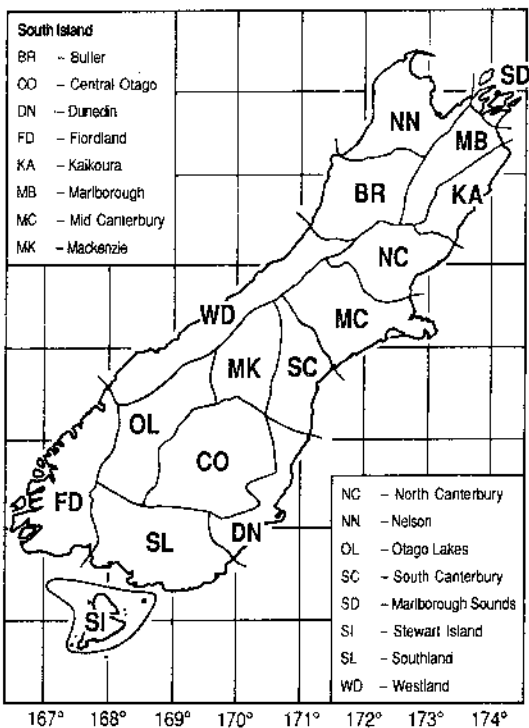 South Island
BR - Buller
CO - Central Otago
DN - Dunedin
FD - Fiordland
KA - Kaikoura
MB - Marlborough
MC - Mid Canterbury
MK - Mackenzie
SD
NN
MB
BR
KA
NC
WD
MC
MK
SC
OL
CO
FD
DN
SL
SI
NC - North Canterbury
NN - Nelson
OL - Otago Lakes
SC - South Canterbury
SD - Marlborough Sounds
SI - Stewart Island
SL - Southland
WD - Westland
167° 168° 169° 170° 171° 172° 173° 174°